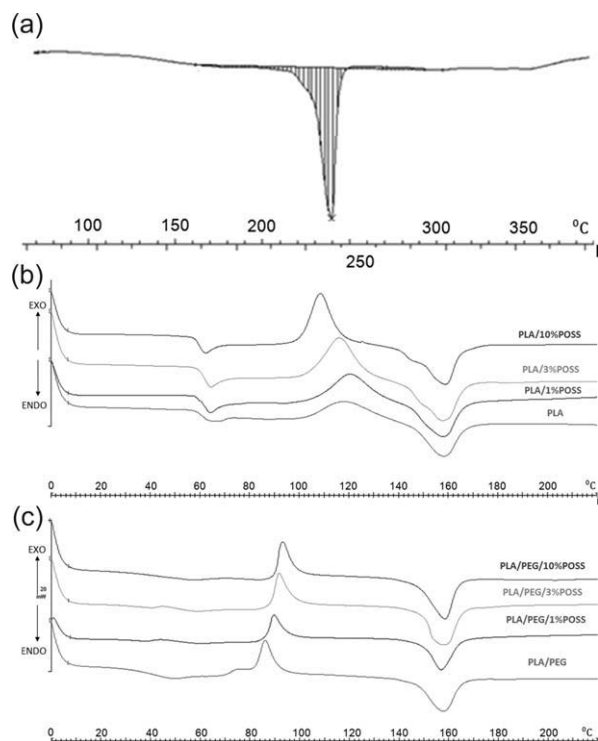 (a)
100 150 200 300 350 °C
250
(b)
EXO
ENDO
PLA/10%POSS
PLA/3%POSS
PLA/1%POSS
PLA
0 20 40 60 80 100 120 140 160 180 200 °C
(c)
EXO
20
mW
ENDO
PLA/PEG/10%POSS
PLA/PEG/3%POSS
PLA/PEG/1%POSS
PLA/PEG
0 20 40 60 80 100 120 140 160 180 200 °C